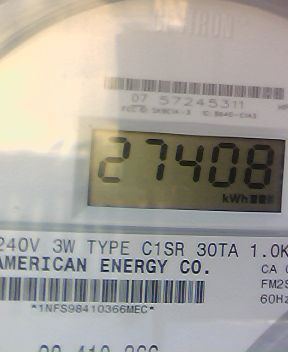 07 57245311
27408
kWh
240V 3W TYPE C1SR 30TA 1.0K
AMERICAN ENERGY CO.
CA
FM2S
60Hz
*1NFS98410366MEC*